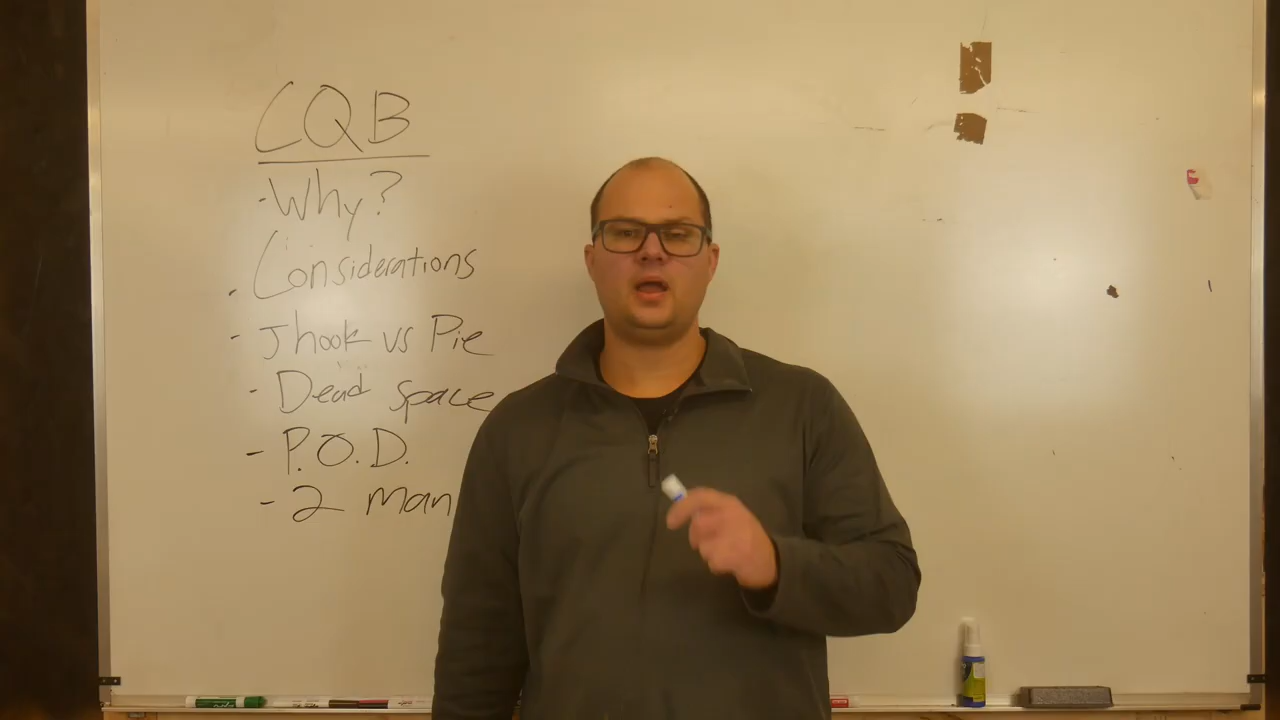 CQB
- Why?
- Considerations
- Jhook vs Pie
- Dead space
- P.O.D.
- 2 man